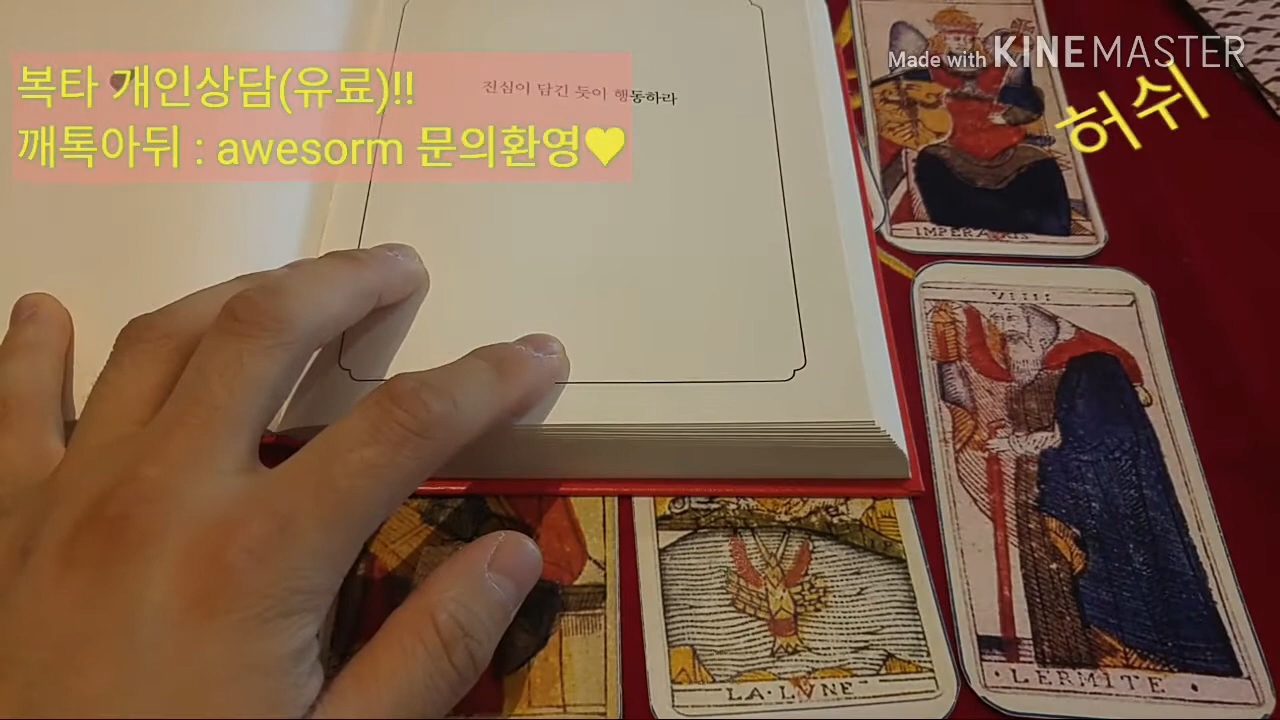 Made with KINEMASTER
복타 개인상담(유료)!!
깨톡아뒤 : awesorm 문의환영♥
진심이 담긴 듯이 행동하라
허쉬
VIIII
LA·LVNE
·LERMITE·